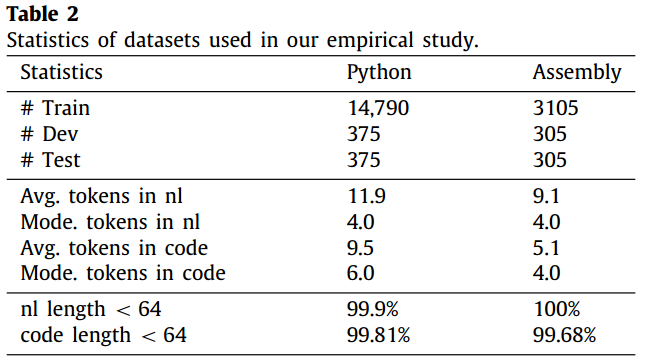 Table 2
Statistics of datasets used in our empirical study.
Statistics Python Assembly
# Train 14,790 3105
# Dev 375 305
# Test 375 305
Avg. tokens in nl 11.9 9.1
Mode. tokens in nl 4.0 4.0
Avg. tokens in code 9.5 5.1
Mode. tokens in code 6.0 4.0
nl length < 64 99.9% 100%
code length < 64 99.81% 99.68%